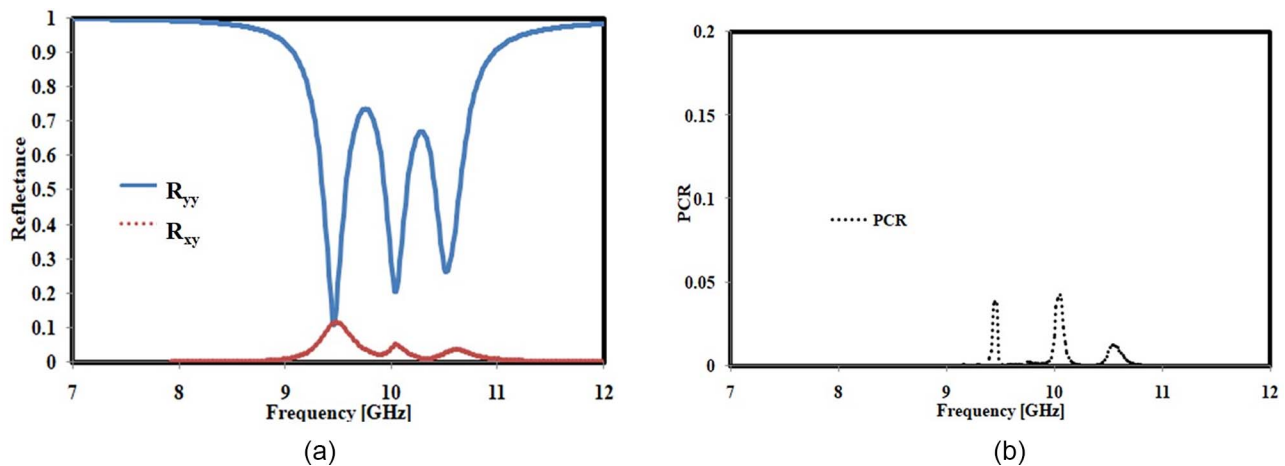 1
0.9
0.8
0.7
0.6
0.5
0.4
0.3
0.2
0.1
0
Reflectance
Ryy
Rxy
7 8 9 10 11 12
Frequency [GHz]
(a)
0.2
0.15
0.1
0.05
0
PCR
PCR
7 8 9 10 11 12
Frequency [GHz]
(b)